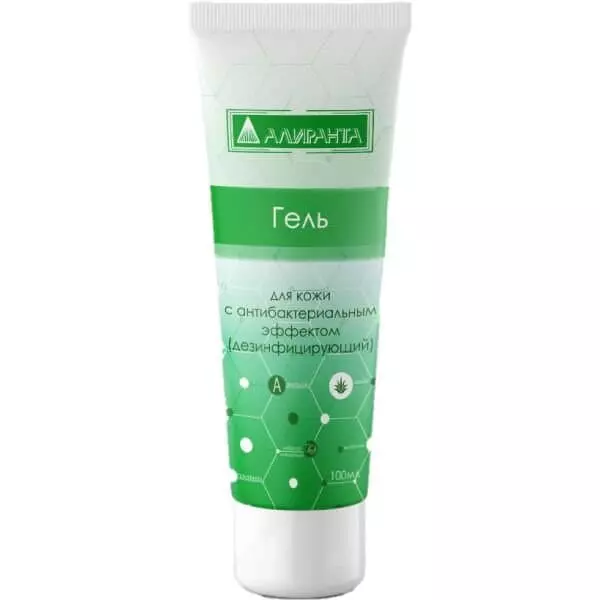 АЛИРАНТА
Гель
для кожи
с антибактериальным
эффектом
(дезинфицирующий)
А
100мл